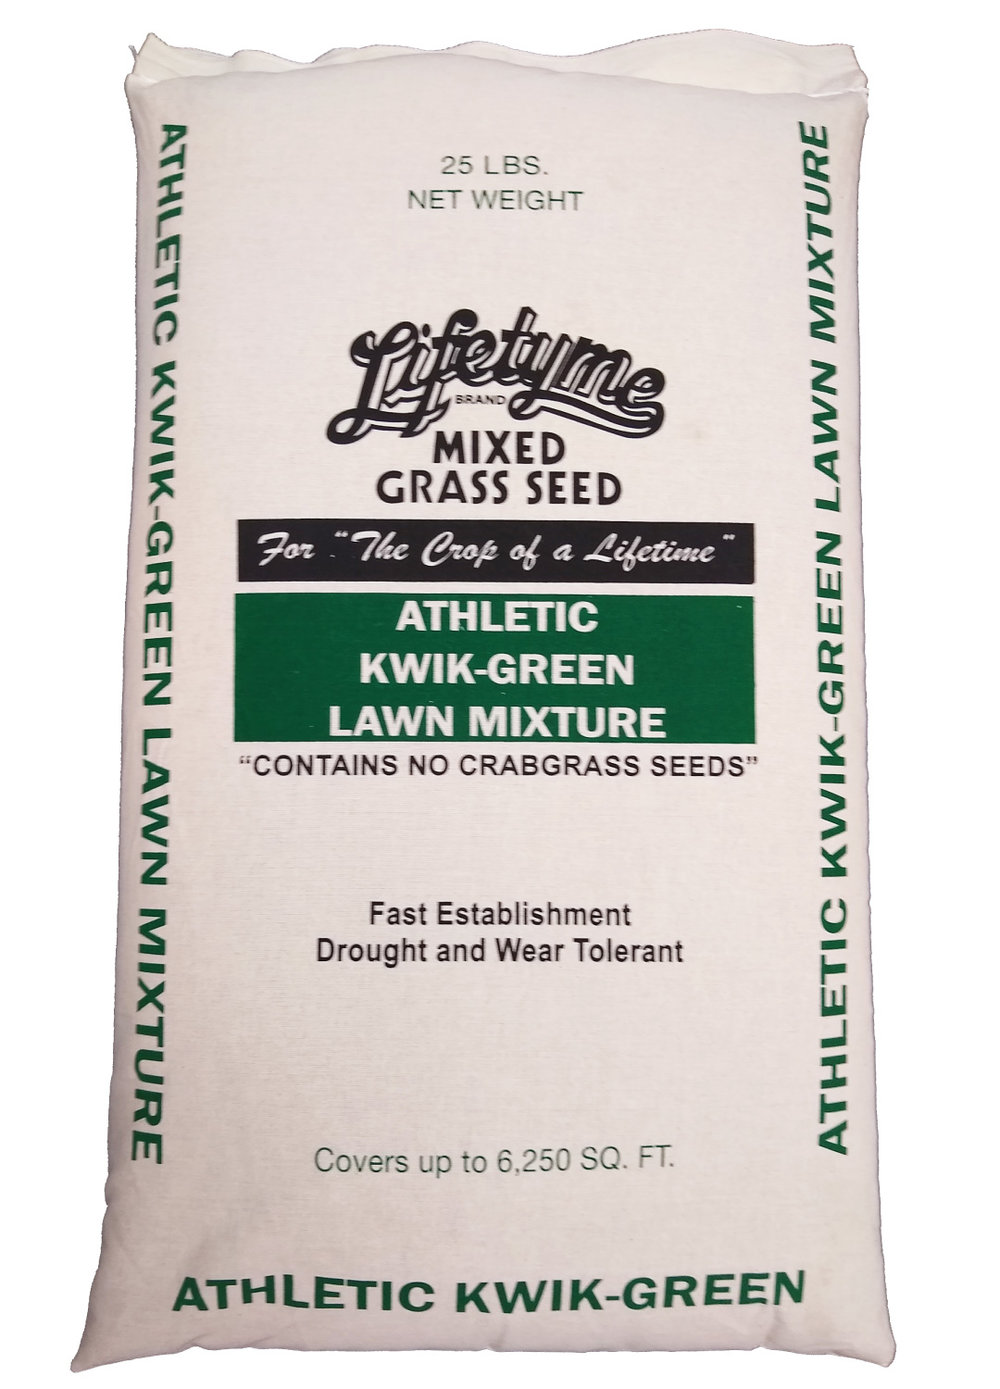 25 LBS.
NET WEIGHT
Lifetyme
BRAND
MIXED
GRASS SEED
For "The Crop of a Lifetime"
ATHLETIC
KWIK-GREEN
LAWN MIXTURE
“CONTAINS NO CRABGRASS SEEDS”
Fast Establishment
Drought and Wear Tolerant
Covers up to 6,250 SQ. FT.
ATHLETIC KWIK-GREEN
ATHLETIC KWIK-GREEN LAWN MIXTURE
ATHLETIC KWIK-GREEN LAWN MIXTURE